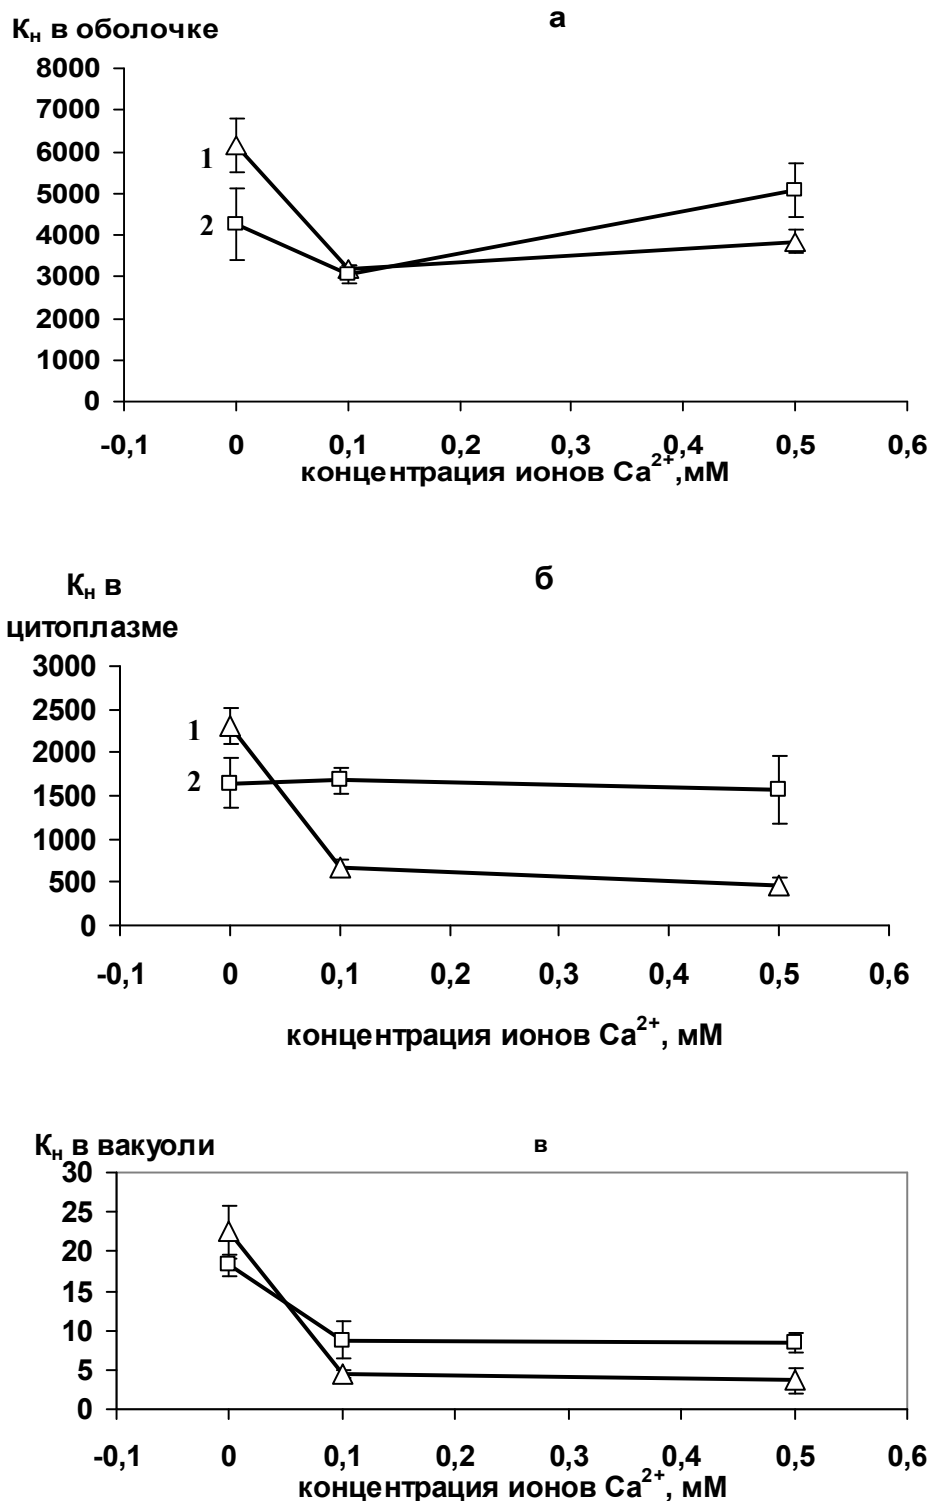 а
Кн в оболочке
8000
7000
6000
5000
4000
3000
2000
1000
0
1
2
-0,1 0 0,1 0,2 0,3 0,4 0,5 0,6
концентрация ионов Ca²⁺,мМ
б
Кн в
цитоплазме
3000
2500
2000
1500
1000
500
0
1
2
-0,1 0 0,1 0,2 0,3 0,4 0,5 0,6
концентрация ионов Ca²⁺, мМ
Кн в вакуоли в
30
25
20
15
10
5
0
-0,1 0 0,1 0,2 0,3 0,4 0,5 0,6
концентрация ионов Ca²⁺, мМ